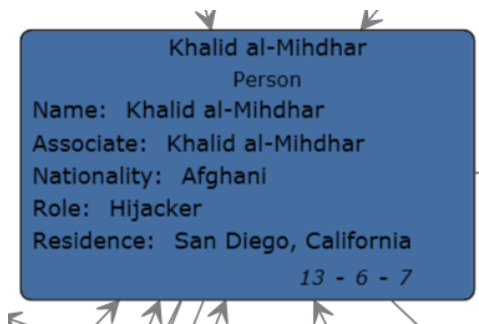 Khalid al-Mihdhar
Person
Name: Khalid al-Mihdhar
Associate: Khalid al-Mihdhar
Nationality: Afghani
Role: Hijacker
Residence: San Diego, California
13 - 6 - 7